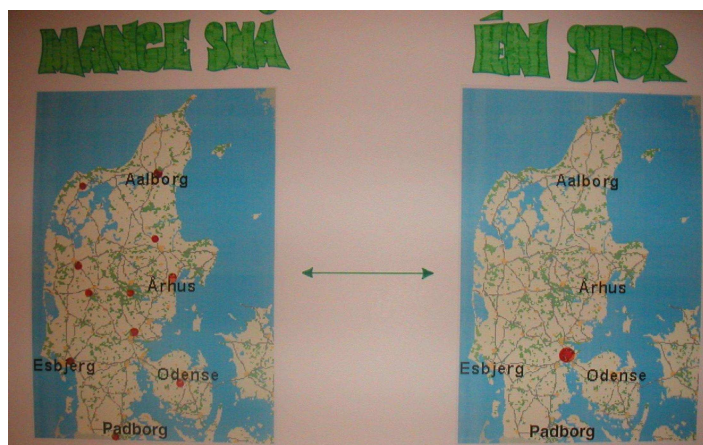 MANGE SMÅ
ÉN STOR
Aalborg
Århus
Esbjerg
Odense
Padborg
Aalborg
Århus
Esbjerg
Odense
Padborg